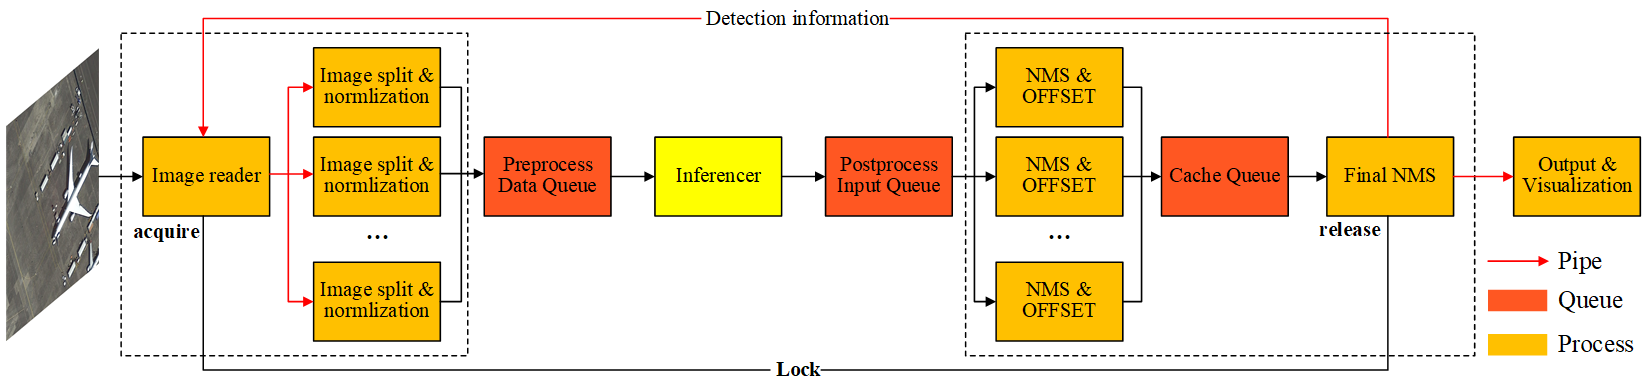 Detection information
Image reader
acquire
Image split &
normlization
Image split &
normlization
...
Image split &
normlization
Preprocess
Data Queue
Inferencer
Postprocess
Input Queue
NMS &
OFFSET
NMS &
OFFSET
...
NMS &
OFFSET
Cache Queue
Final NMS
release
Output &
Visualization
Lock
Pipe
Queue
Process